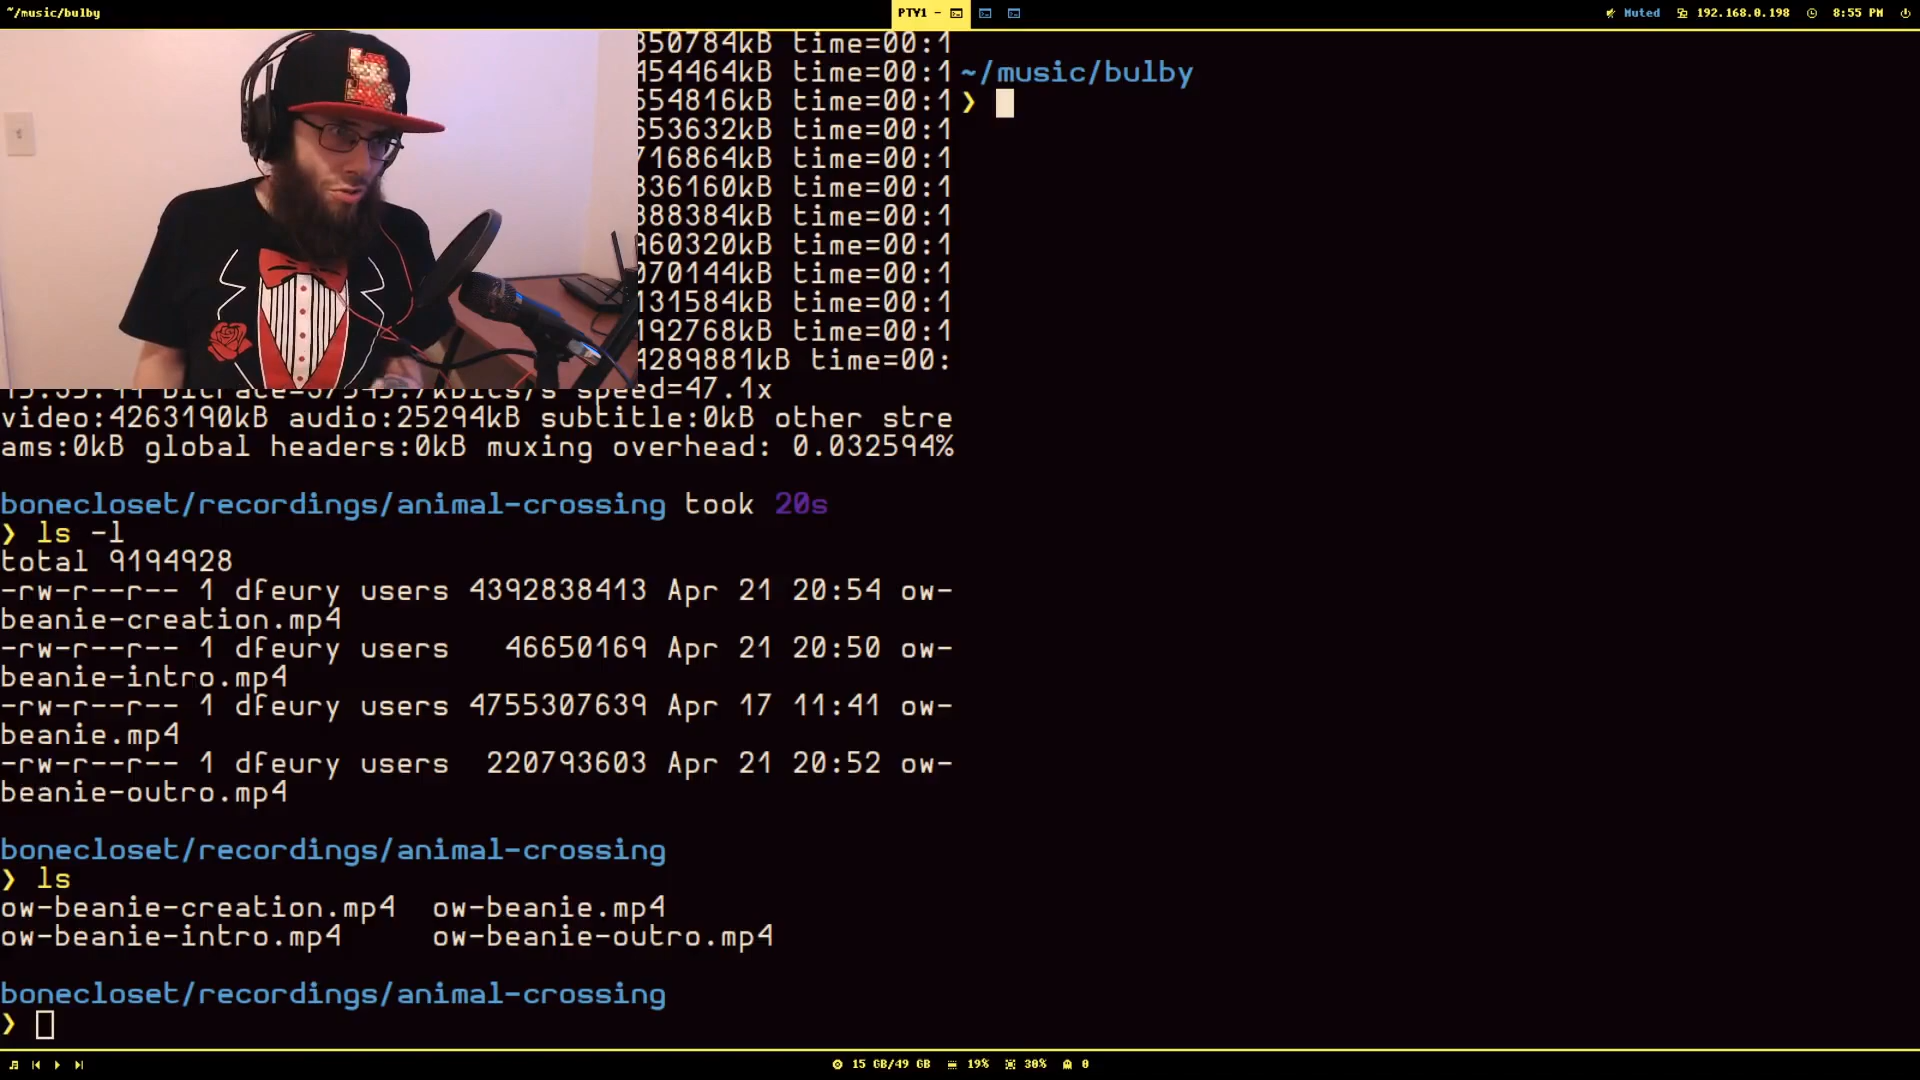 ~/music/bulby
PTY1 -
Muted 192.168.0.198 8:55 PM
350784kB time=00:1
454464kB time=00:1
554816kB time=00:1
653632kB time=00:1
716864kB time=00:1
836160kB time=00:1
888384kB time=00:1
960320kB time=00:1
070144kB time=00:1
131584kB time=00:1
192768kB time=00:1
4289881kB time=00:
speed=47.1x
video:4263190kB audio:25294kB subtitle:0kB other stre
ams:0kB global headers:0kB muxing overhead: 0.032594%
bonecloset/recordings/animal-crossing took 20s
❯ ls -l
total 9194928
-rw-r--r-- 1 dfeury users 4392838413 Apr 21 20:54 ow-
beanie-creation.mp4
-rw-r--r-- 1 dfeury users 46650169 Apr 21 20:50 ow-
beanie-intro.mp4
-rw-r--r-- 1 dfeury users 4755307639 Apr 17 11:41 ow-
beanie.mp4
-rw-r--r-- 1 dfeury users 220793603 Apr 21 20:52 ow-
beanie-outro.mp4
bonecloset/recordings/animal-crossing
❯ ls
ow-beanie-creation.mp4 ow-beanie.mp4
ow-beanie-intro.mp4 ow-beanie-outro.mp4
bonecloset/recordings/animal-crossing
❯
~/music/bulby
❯
15 GB/49 GB 19% 30% 0